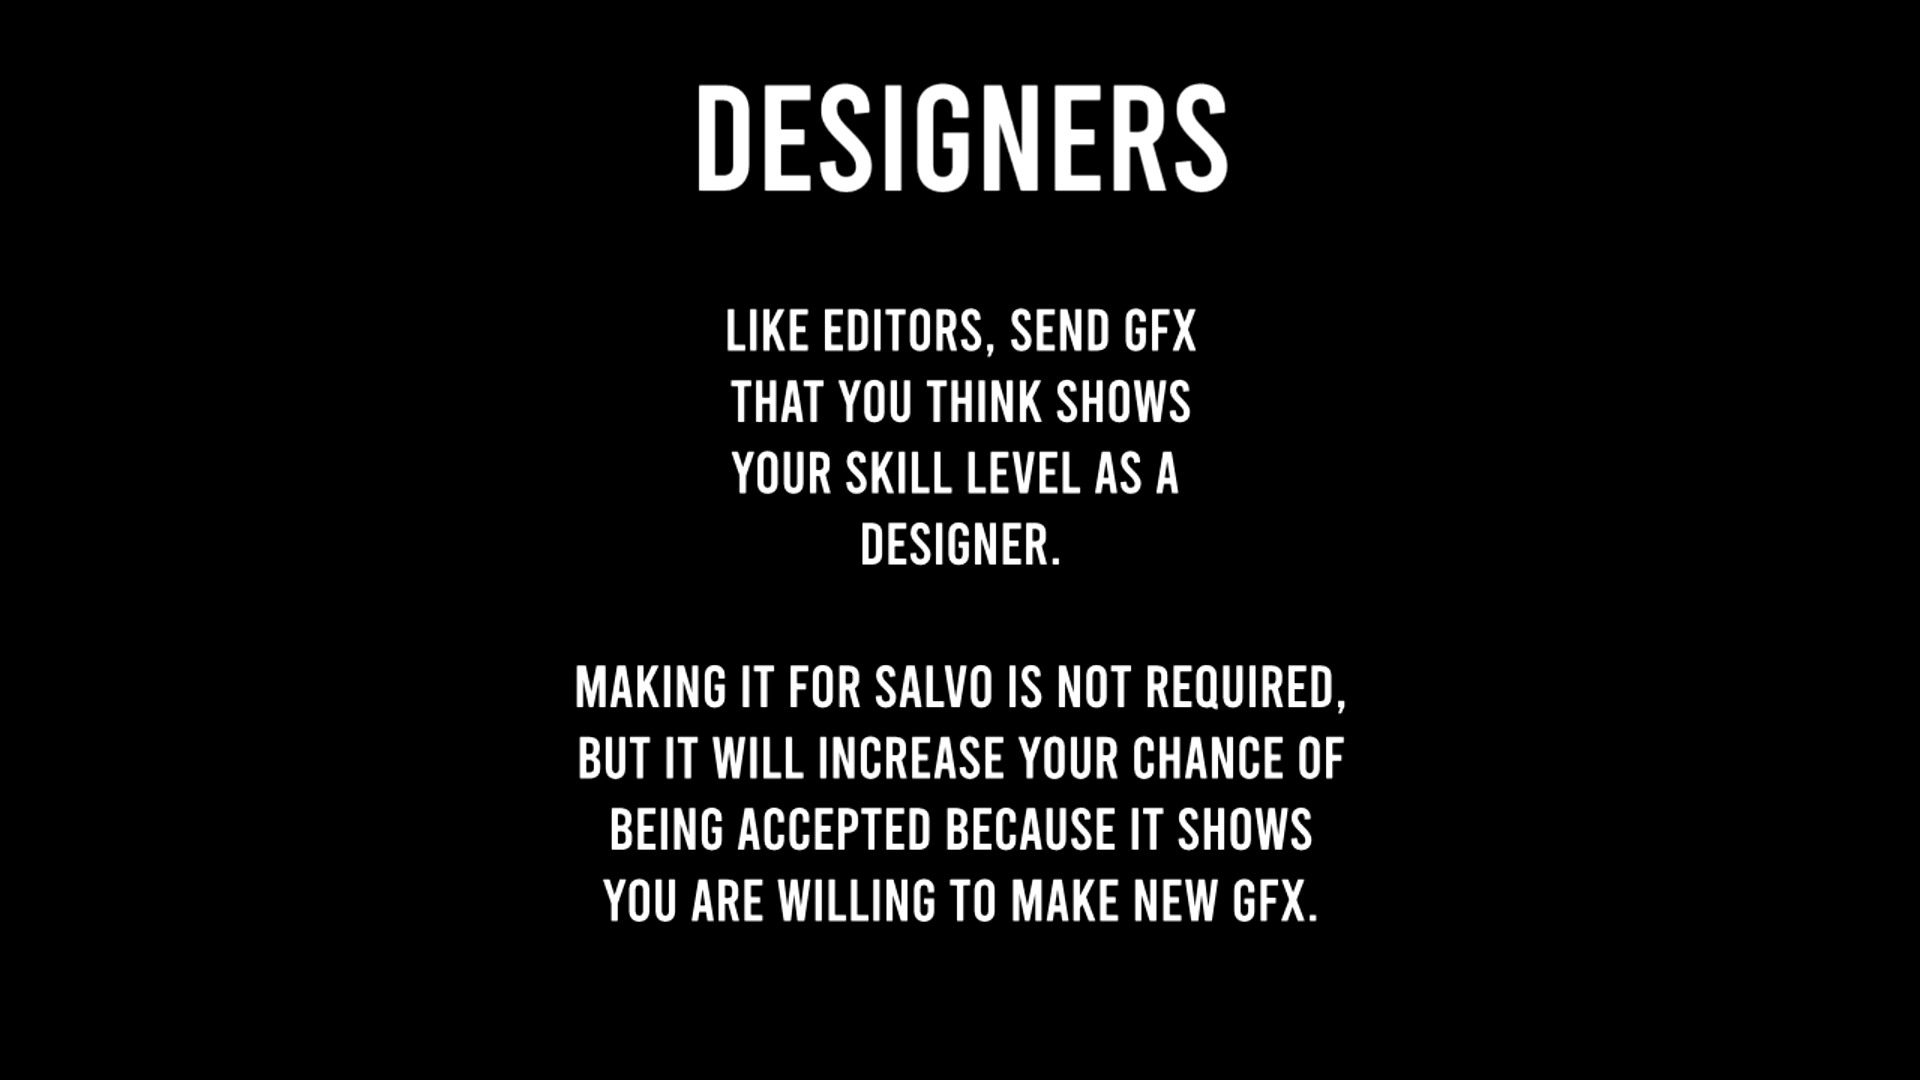 DESIGNERS
LIKE EDITORS, SEND GFX
THAT YOU THINK SHOWS
YOUR SKILL LEVEL AS A
DESIGNER.
MAKING IT FOR SALVO IS NOT REQUIRED,
BUT IT WILL INCREASE YOUR CHANCE OF
BEING ACCEPTED BECAUSE IT SHOWS
YOU ARE WILLING TO MAKE NEW GFX.